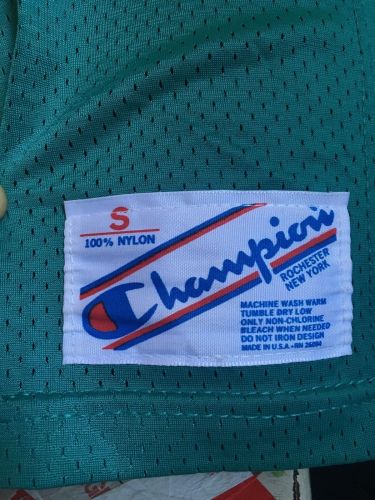 S
100% NYLON
Champion
ROCHESTER
NEW YORK
MACHINE WASH WARM
TUMBLE DRY LOW
ONLY NON-CHLORINE
BLEACH WHEN NEEDED
DO NOT IRON DESIGN
MADE IN U.S.A. • RN 26094